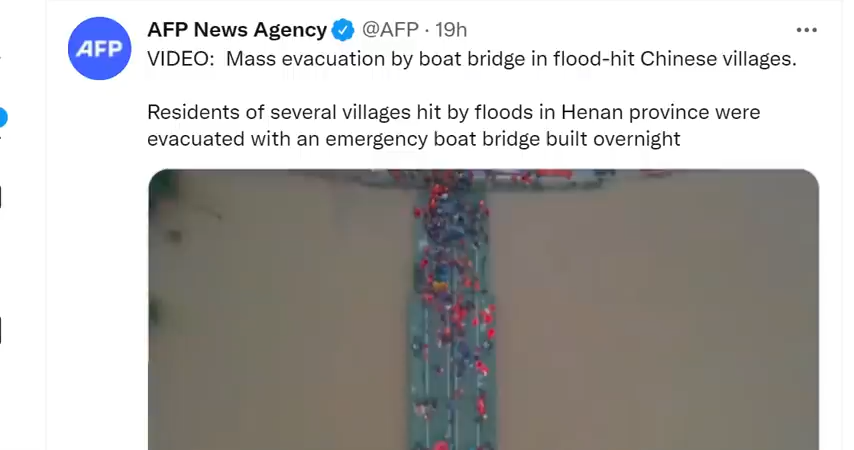 AFP
AFP News Agency @AFP · 19h
VIDEO: Mass evacuation by boat bridge in flood-hit Chinese villages.
Residents of several villages hit by floods in Henan province were
evacuated with an emergency boat bridge built overnight